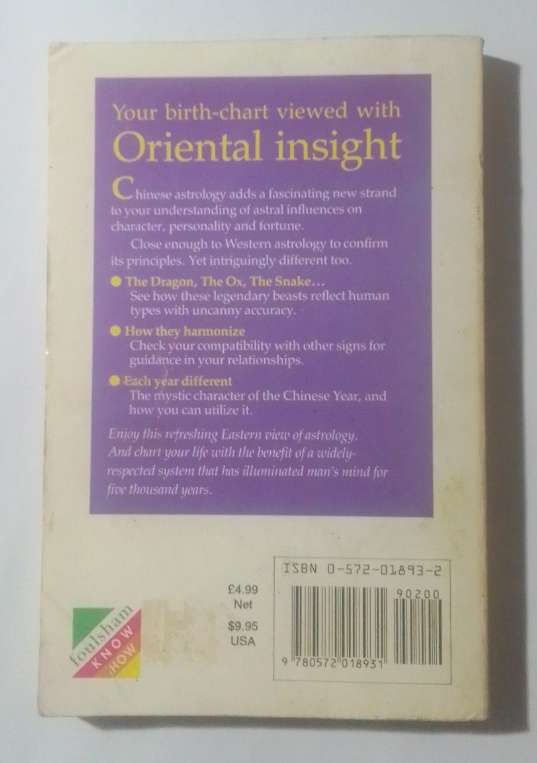 Your birth-chart viewed with
Oriental insight
Chinese astrology adds a fascinating new strand
to your understanding of astral influences on
character, personality and fortune.
Close enough to Western astrology to confirm
its principles. Yet intriguingly different too.
● The Dragon, The Ox, The Snake...
See how these legendary beasts reflect human
types with uncanny accuracy.
● How they harmonize
Check your compatibility with other signs for
guidance in your relationships.
● Each year different
The mystic character of the Chinese Year, and
how you can utilize it.
Enjoy this refreshing Eastern view of astrology.
And chart your life with the benefit of a widely-
respected system that has illuminated man's mind for
five thousand years.
ISBN 0-572-01893-2
90200
£4.99
Net
$9.95
USA
9 780572 018931
foulsham
KNOW
HOW